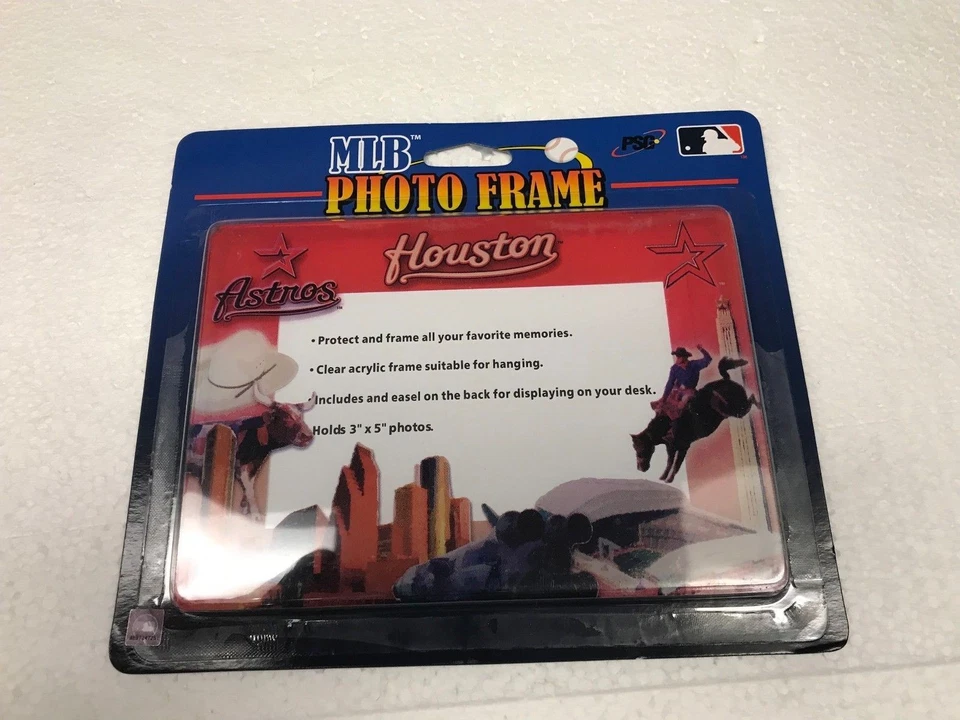 MLB™
PSG
PHOTO FRAME
Houston
Astros™
• Protect and frame all your favorite memories.
• Clear acrylic frame suitable for hanging.
• Includes and easel on the back for displaying on your desk.
Holds 3" x 5" photos.